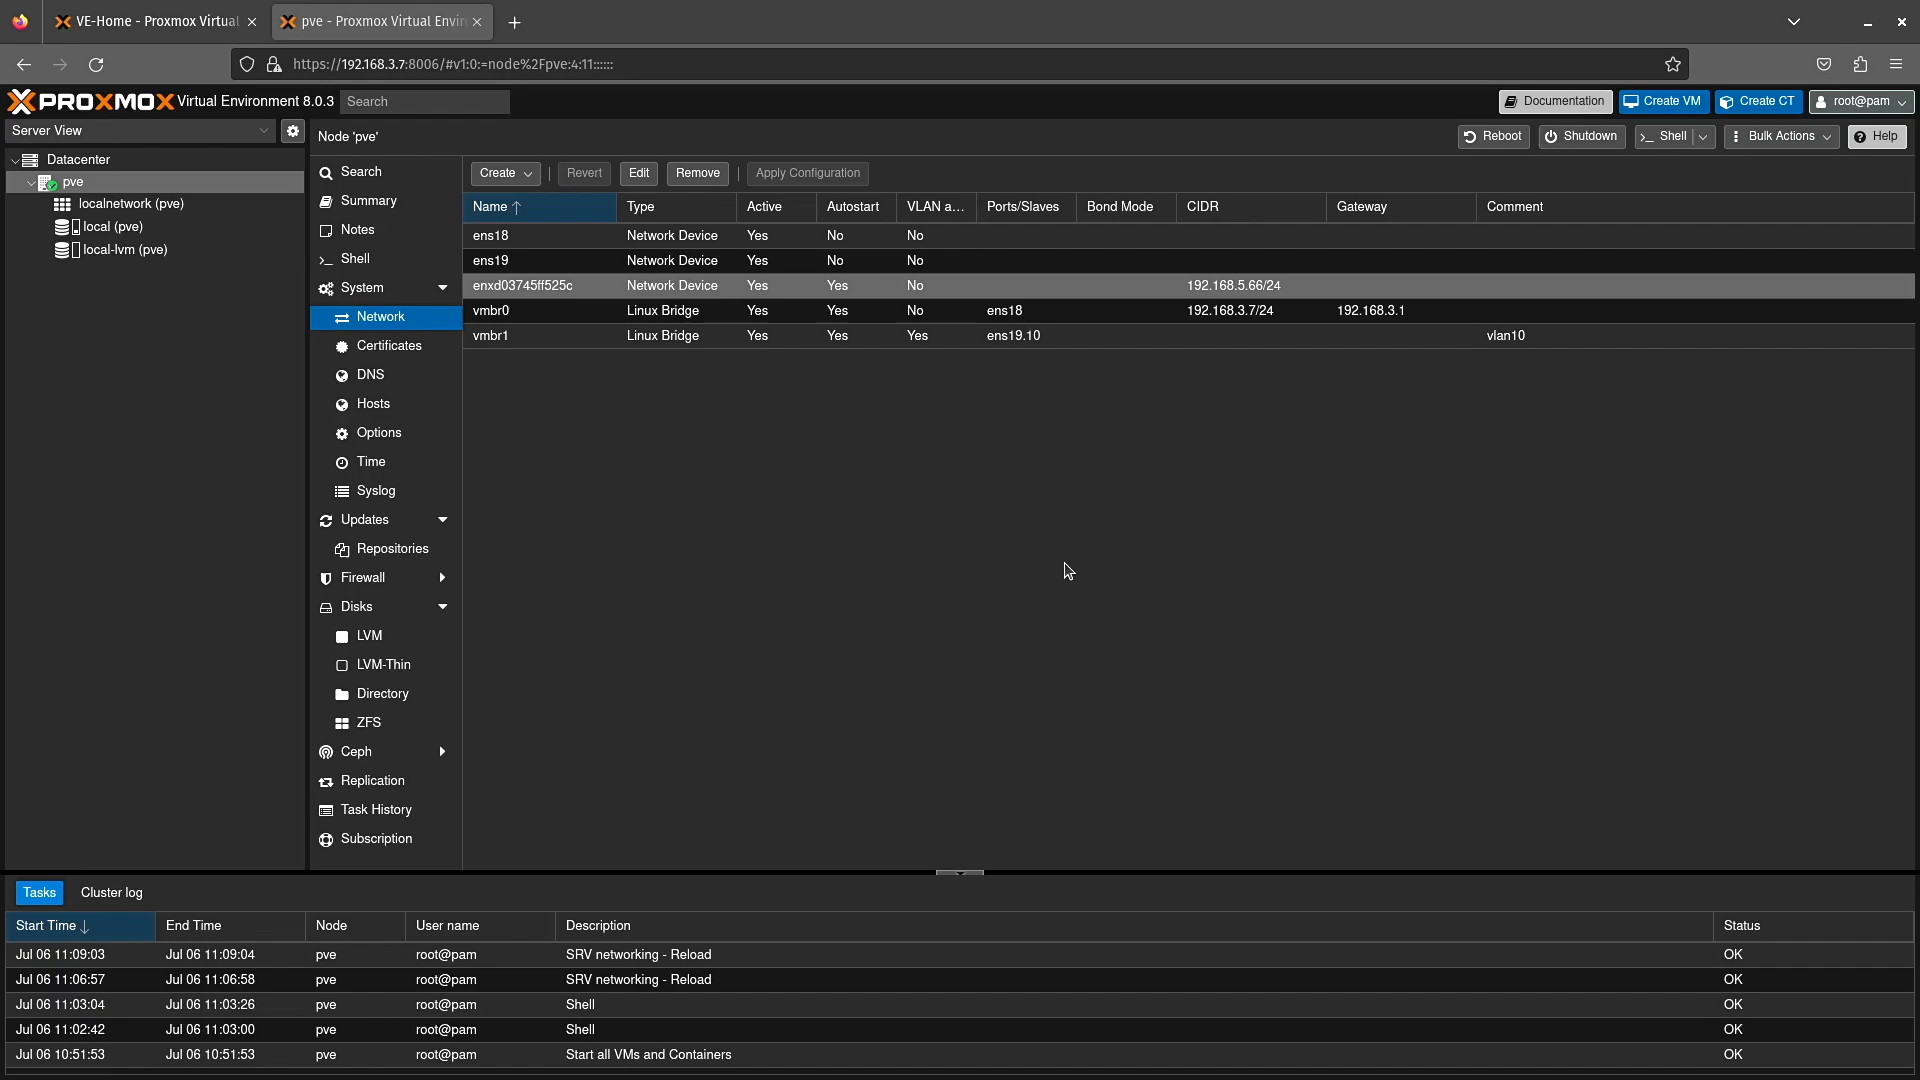 VE-Home - Proxmox Virtual
pve - Proxmox Virtual Envir
https://192.168.3.7:8006/#v1:0:=node%2Fpve:4:11::::::
PROXMOX Virtual Environment 8.0.3 Search
Documentation Create VM Create CT root@pam
Server View
Node 'pve'
Reboot Shutdown Shell Bulk Actions Help
Datacenter
pve
localnetwork (pve)
local (pve)
local-lvm (pve)
Search
Summary
Notes
Shell
System
Network
Certificates
DNS
Hosts
Options
Time
Syslog
Updates
Repositories
Firewall
Disks
LVM
LVM-Thin
Directory
ZFS
Ceph
Replication
Task History
Subscription
Create Revert Edit Remove Apply Configuration
Name Type Active Autostart VLAN a... Ports/Slaves Bond Mode CIDR Gateway Comment
ens18 Network Device Yes No No
ens19 Network Device Yes No No
enxd03745ff525c Network Device Yes Yes No 192.168.5.66/24
vmbr0 Linux Bridge Yes Yes No ens18 192.168.3.7/24 192.168.3.1
vmbr1 Linux Bridge Yes Yes Yes ens19.10 vlan10
Tasks Cluster log
Start Time End Time Node User name Description Status
Jul 06 11:09:03 Jul 06 11:09:04 pve root@pam SRV networking - Reload OK
Jul 06 11:06:57 Jul 06 11:06:58 pve root@pam SRV networking - Reload OK
Jul 06 11:03:04 Jul 06 11:03:26 pve root@pam Shell OK
Jul 06 11:02:42 Jul 06 11:03:00 pve root@pam Shell OK
Jul 06 10:51:53 Jul 06 10:51:53 pve root@pam Start all VMs and Containers OK